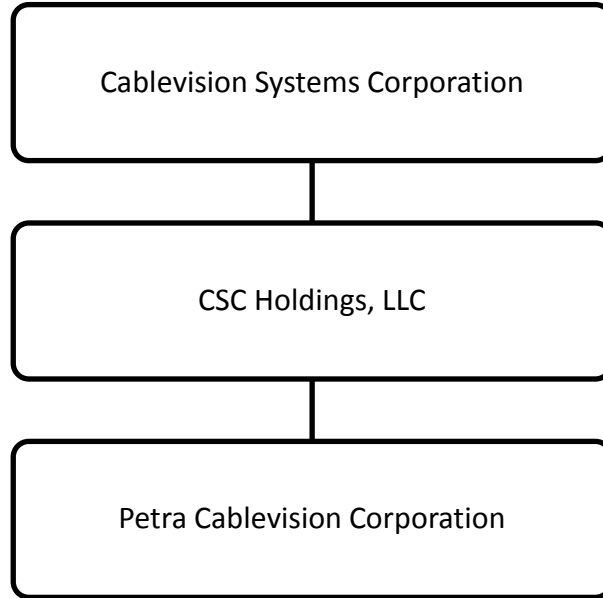 Cablevision Systems Corporation
CSC Holdings, LLC
Petra Cablevision Corporation